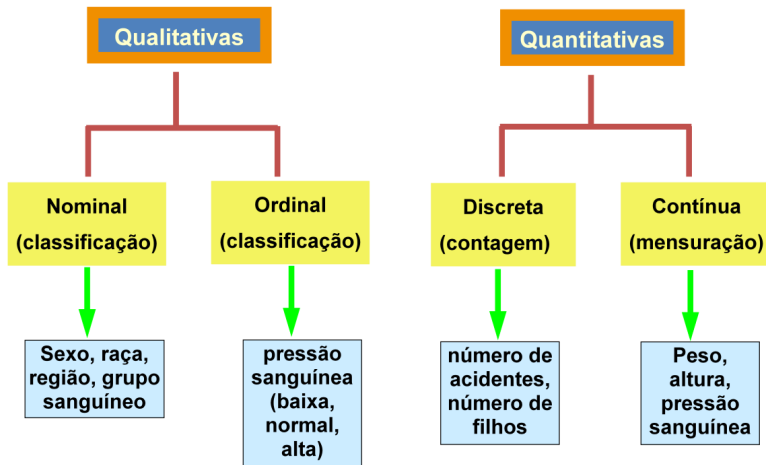 Qualitativas
Quantitativas
Nominal
(classificação)
Ordinal
(classificação)
Discreta
(contagem)
Contínua
(mensuração)
Sexo, raça,
região, grupo
sanguíneo
pressão
sanguínea
(baixa,
normal,
alta)
número de
acidentes,
número de
filhos
Peso,
altura,
pressão
sanguínea